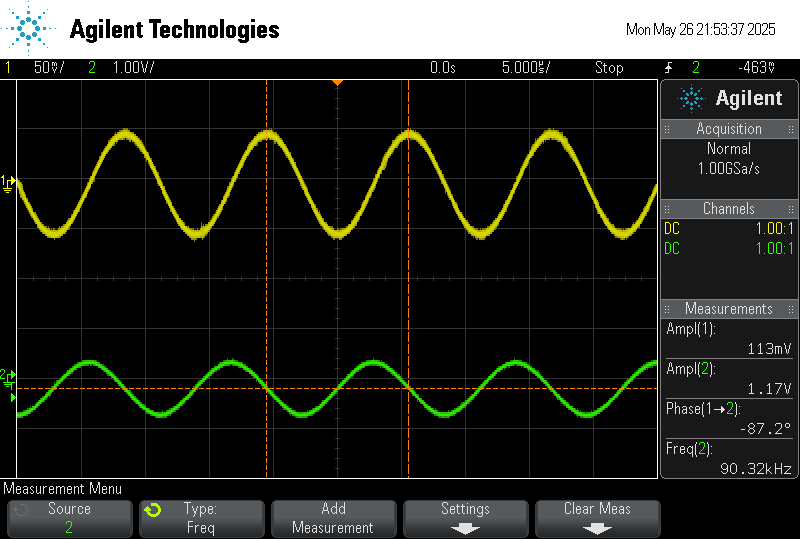 Agilent Technologies
Mon May 26 21:53:37 2025
1 50mV/ 2 1.00V/ 0.0s 5.000us/ Stop 2 -463mV
Agilent
Acquisition
Normal
1.00GSa/s
Channels
DC 1.00:1
DC 1.00:1
Measurements
Ampl(1):
113mV
Ampl(2):
1.17V
Phase(1→2):
-87.2°
Freq(2):
90.32kHz
1
2
Measurement Menu
Source
2
Type:
Freq
Add
Measurement
Settings
Clear Meas